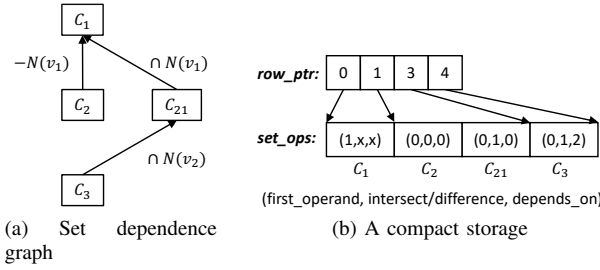 C₁
−N(v₁)
∩ N(v₁)
C₂
C₂₁
∩ N(v₂)
C₃
(a) Set dependence
graph
row_ptr:
0 1 3 4
set_ops:
(1,x,x) (0,0,0) (0,1,0) (0,1,2)
C₁ C₂ C₂₁ C₃
(first_operand, intersect/difference, depends_on)
(b) A compact storage